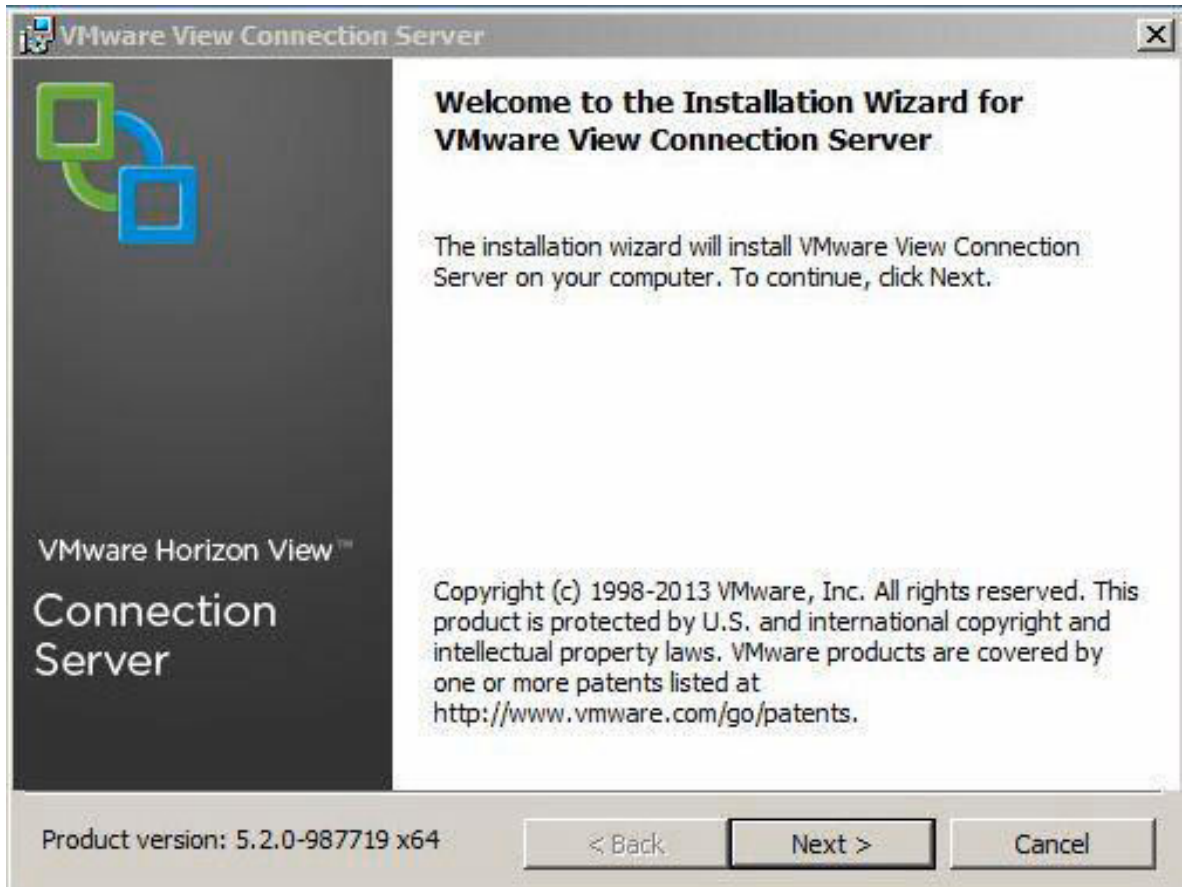 VMware View Connection Server
Welcome to the Installation Wizard for
VMware View Connection Server
The installation wizard will install VMware View Connection
Server on your computer. To continue, click Next.
VMware Horizon View™
Connection
Server
Copyright (c) 1998-2013 VMware, Inc. All rights reserved. This
product is protected by U.S. and international copyright and
intellectual property laws. VMware products are covered by
one or more patents listed at
http://www.vmware.com/go/patents.
Product version: 5.2.0-987719 x64
< Back
Next >
Cancel